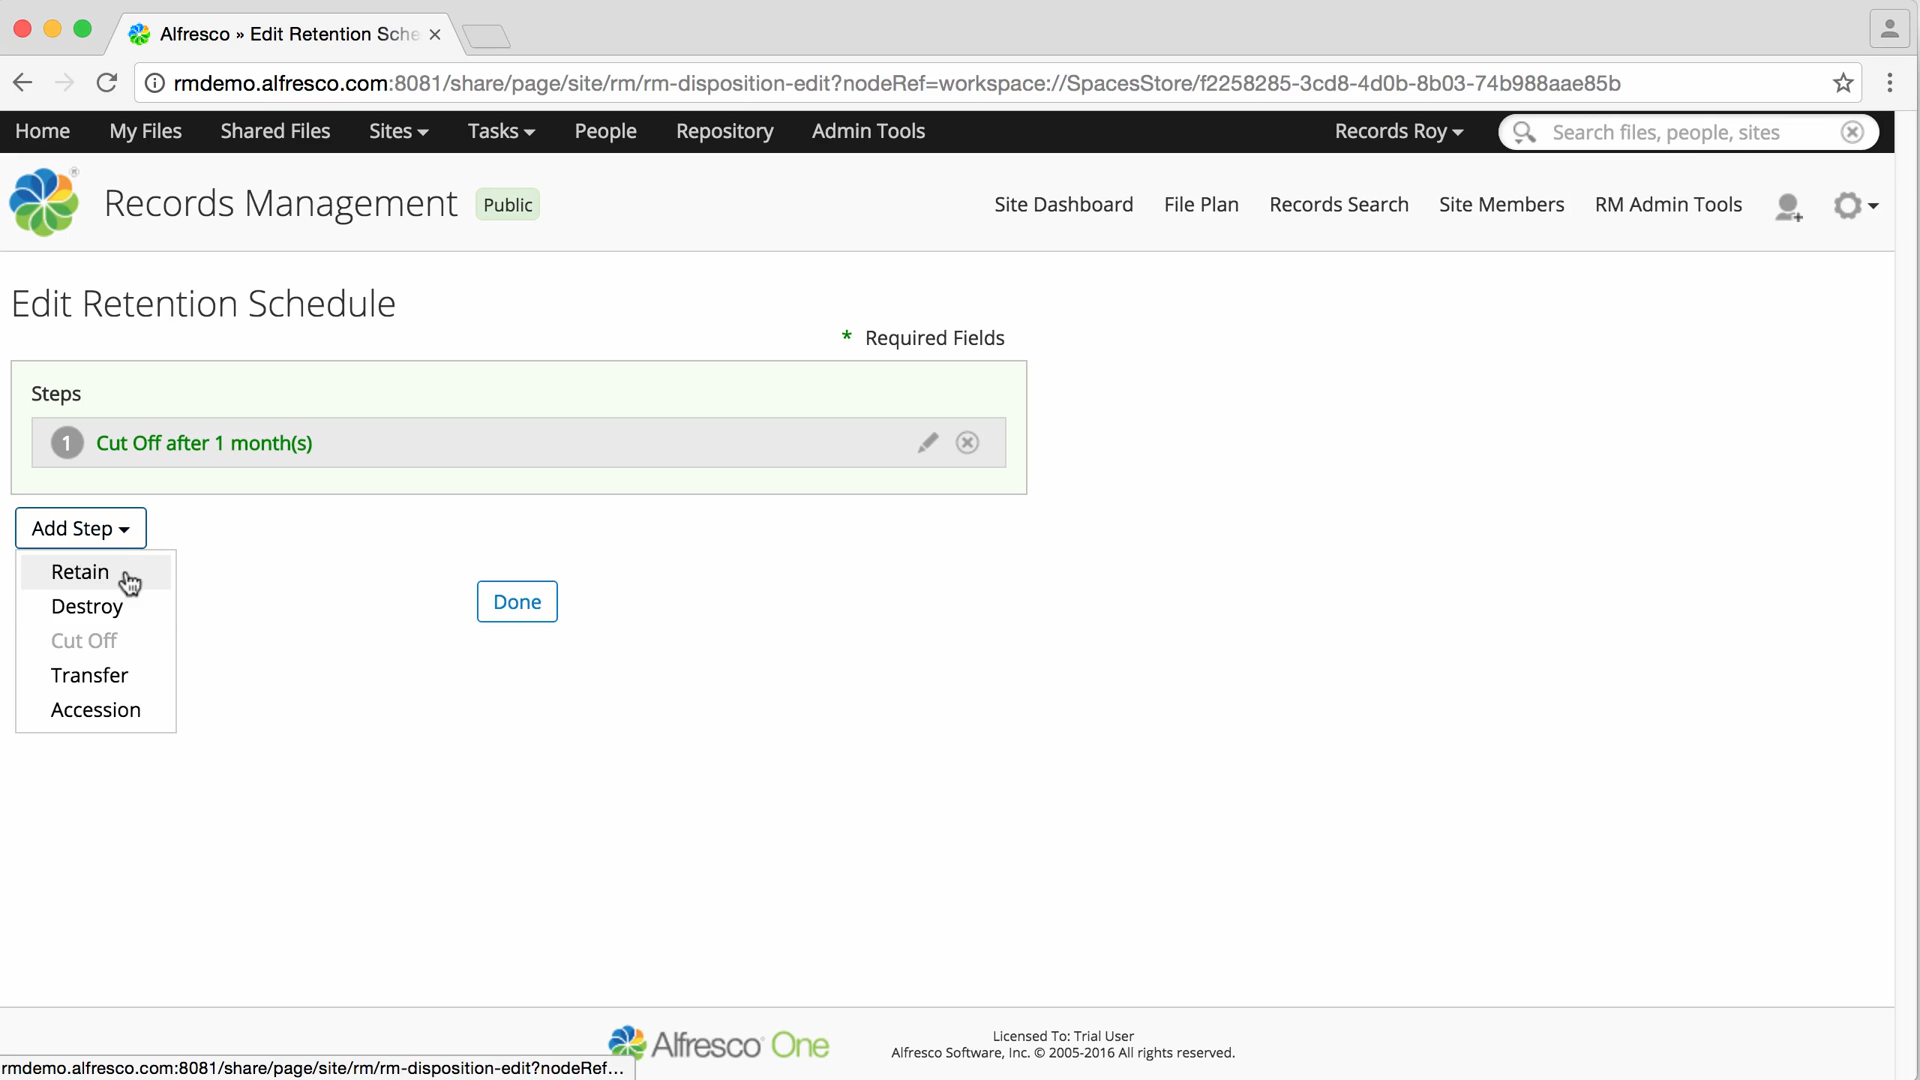 Alfresco » Edit Retention Sche
rmdemo.alfresco.com:8081/share/page/site/rm/rm-disposition-edit?nodeRef=workspace://SpacesStore/f2258285-3cd8-4d0b-8b03-74b988aae85b
Home My Files Shared Files Sites Tasks People Repository Admin Tools Records Roy Search files, people, sites
Records Management Public Site Dashboard File Plan Records Search Site Members RM Admin Tools
Edit Retention Schedule
* Required Fields
Steps
1 Cut Off after 1 month(s)
Add Step
Retain
Destroy
Cut Off
Transfer
Accession
Done
Alfresco One
Licensed To: Trial User
Alfresco Software, Inc. © 2005-2016 All rights reserved.
rmdemo.alfresco.com:8081/share/page/site/rm/rm-disposition-edit?nodeRef...